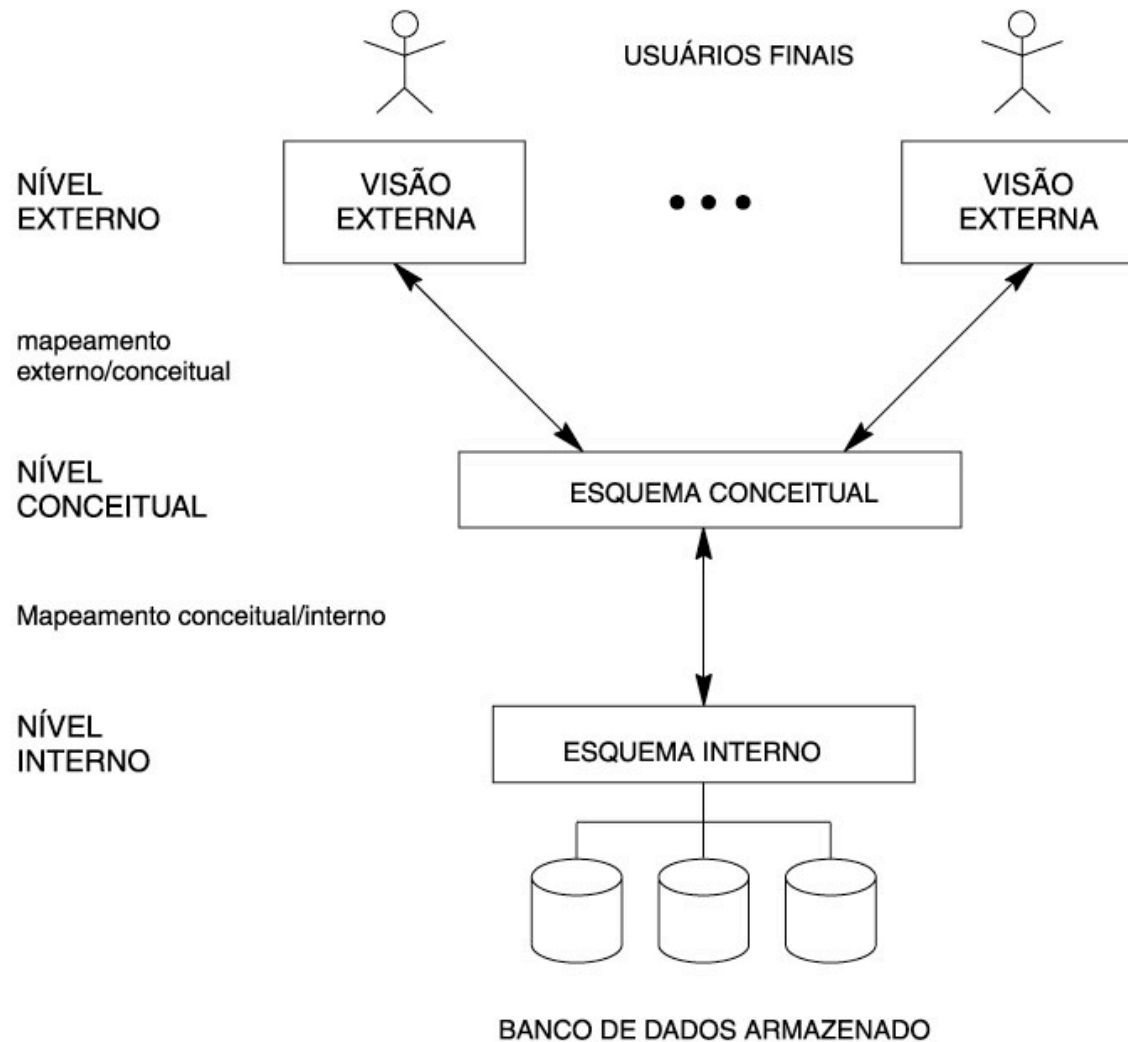 USUÁRIOS FINAIS
NÍVEL
EXTERNO
VISÃO
EXTERNA
VISÃO
EXTERNA
mapeamento
externo/conceitual
NÍVEL
CONCEITUAL
ESQUEMA CONCEITUAL
Mapeamento conceitual/interno
NÍVEL
INTERNO
ESQUEMA INTERNO
BANCO DE DADOS ARMAZENADO